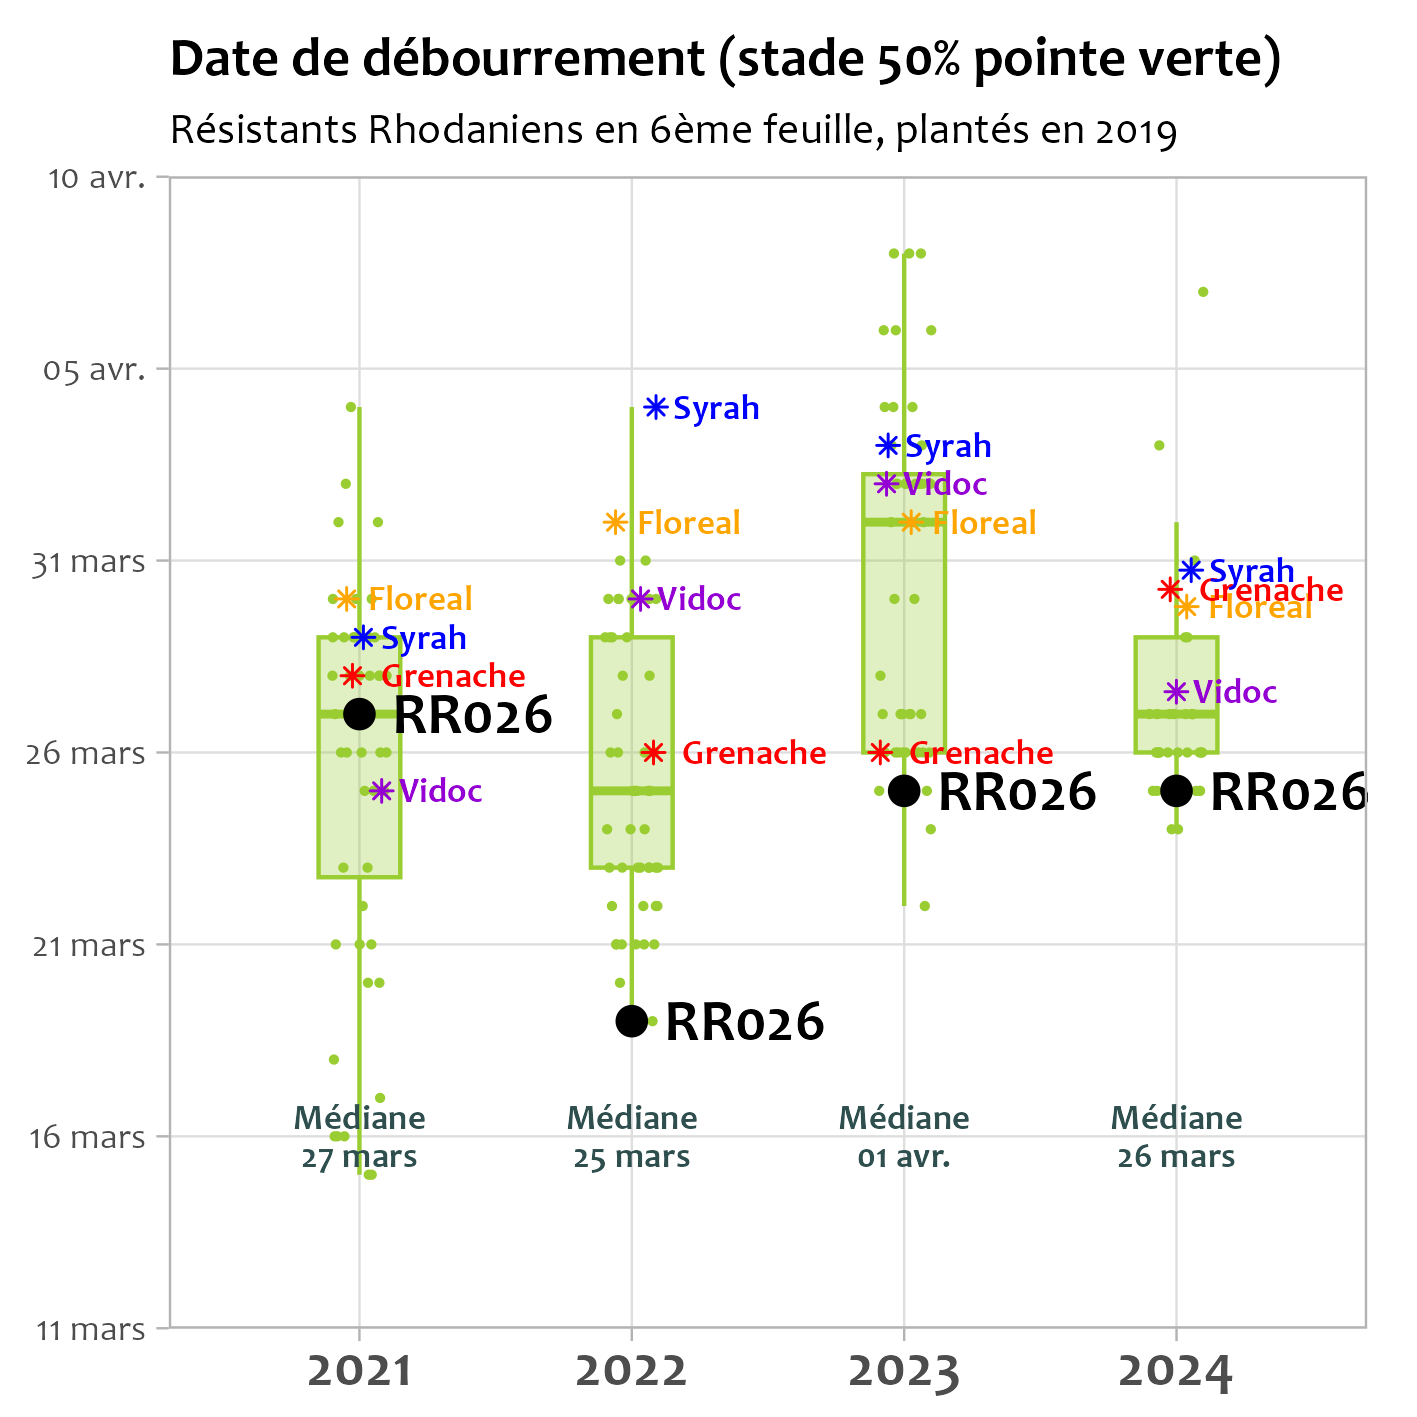 Date de débourrement (stade 50% pointe verte)
Résistants Rhodaniens en 6ème feuille, plantés en 2019
10 avr.
05 avr.
31 mars
26 mars
21 mars
16 mars
11 mars
Floreal
Syrah
Grenache
RR026
Vidoc
Médiane
27 mars
Syrah
Floreal
Vidoc
Grenache
RR026
Médiane
25 mars
Syrah
Vidoc
Floreal
Grenache
RR026
Médiane
01 avr.
Syrah
Grenache
Floreal
Vidoc
RR026
Médiane
26 mars
2021
2022
2023
2024